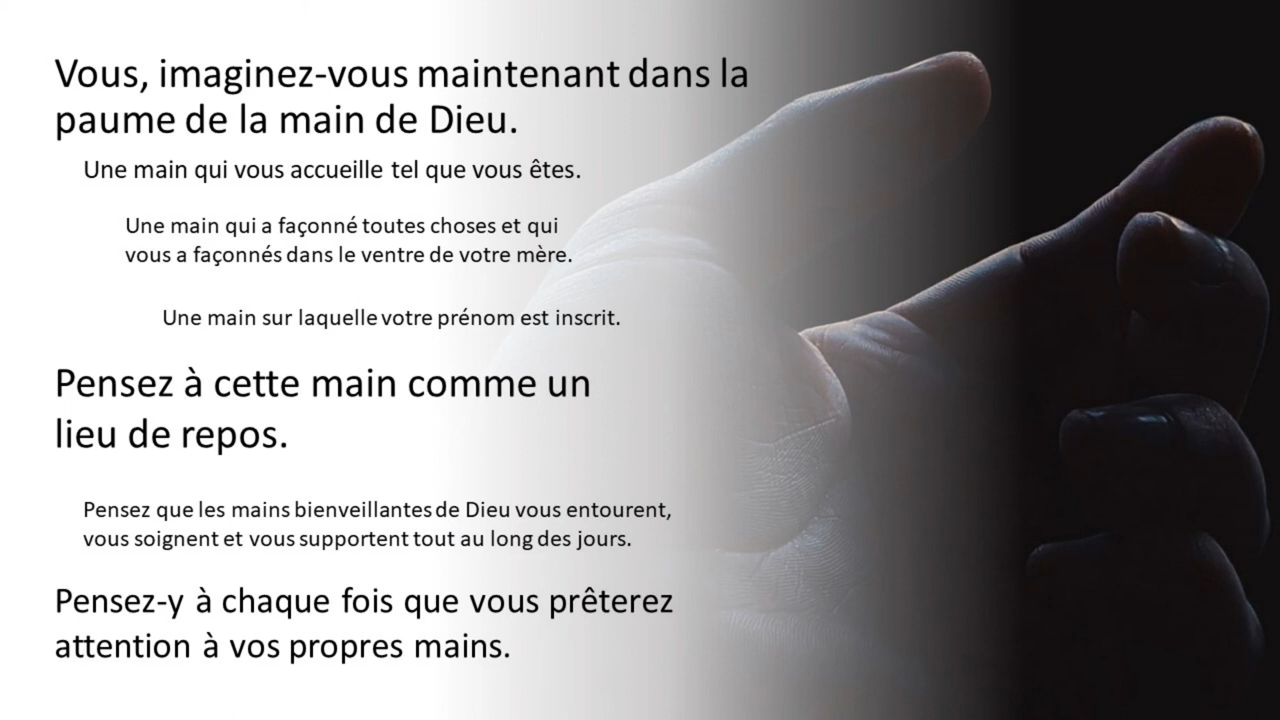 Vous, imaginez-vous maintenant dans la
paume de la main de Dieu.
Une main qui vous accueille tel que vous êtes.
Une main qui a façonné toutes choses et qui
vous a façonnés dans le ventre de votre mère.
Une main sur laquelle votre prénom est inscrit.
Pensez à cette main comme un
lieu de repos.
Pensez que les mains bienveillantes de Dieu vous entourent,
vous soignent et vous supportent tout au long des jours.
Pensez-y à chaque fois que vous prêterez
attention à vos propres mains.